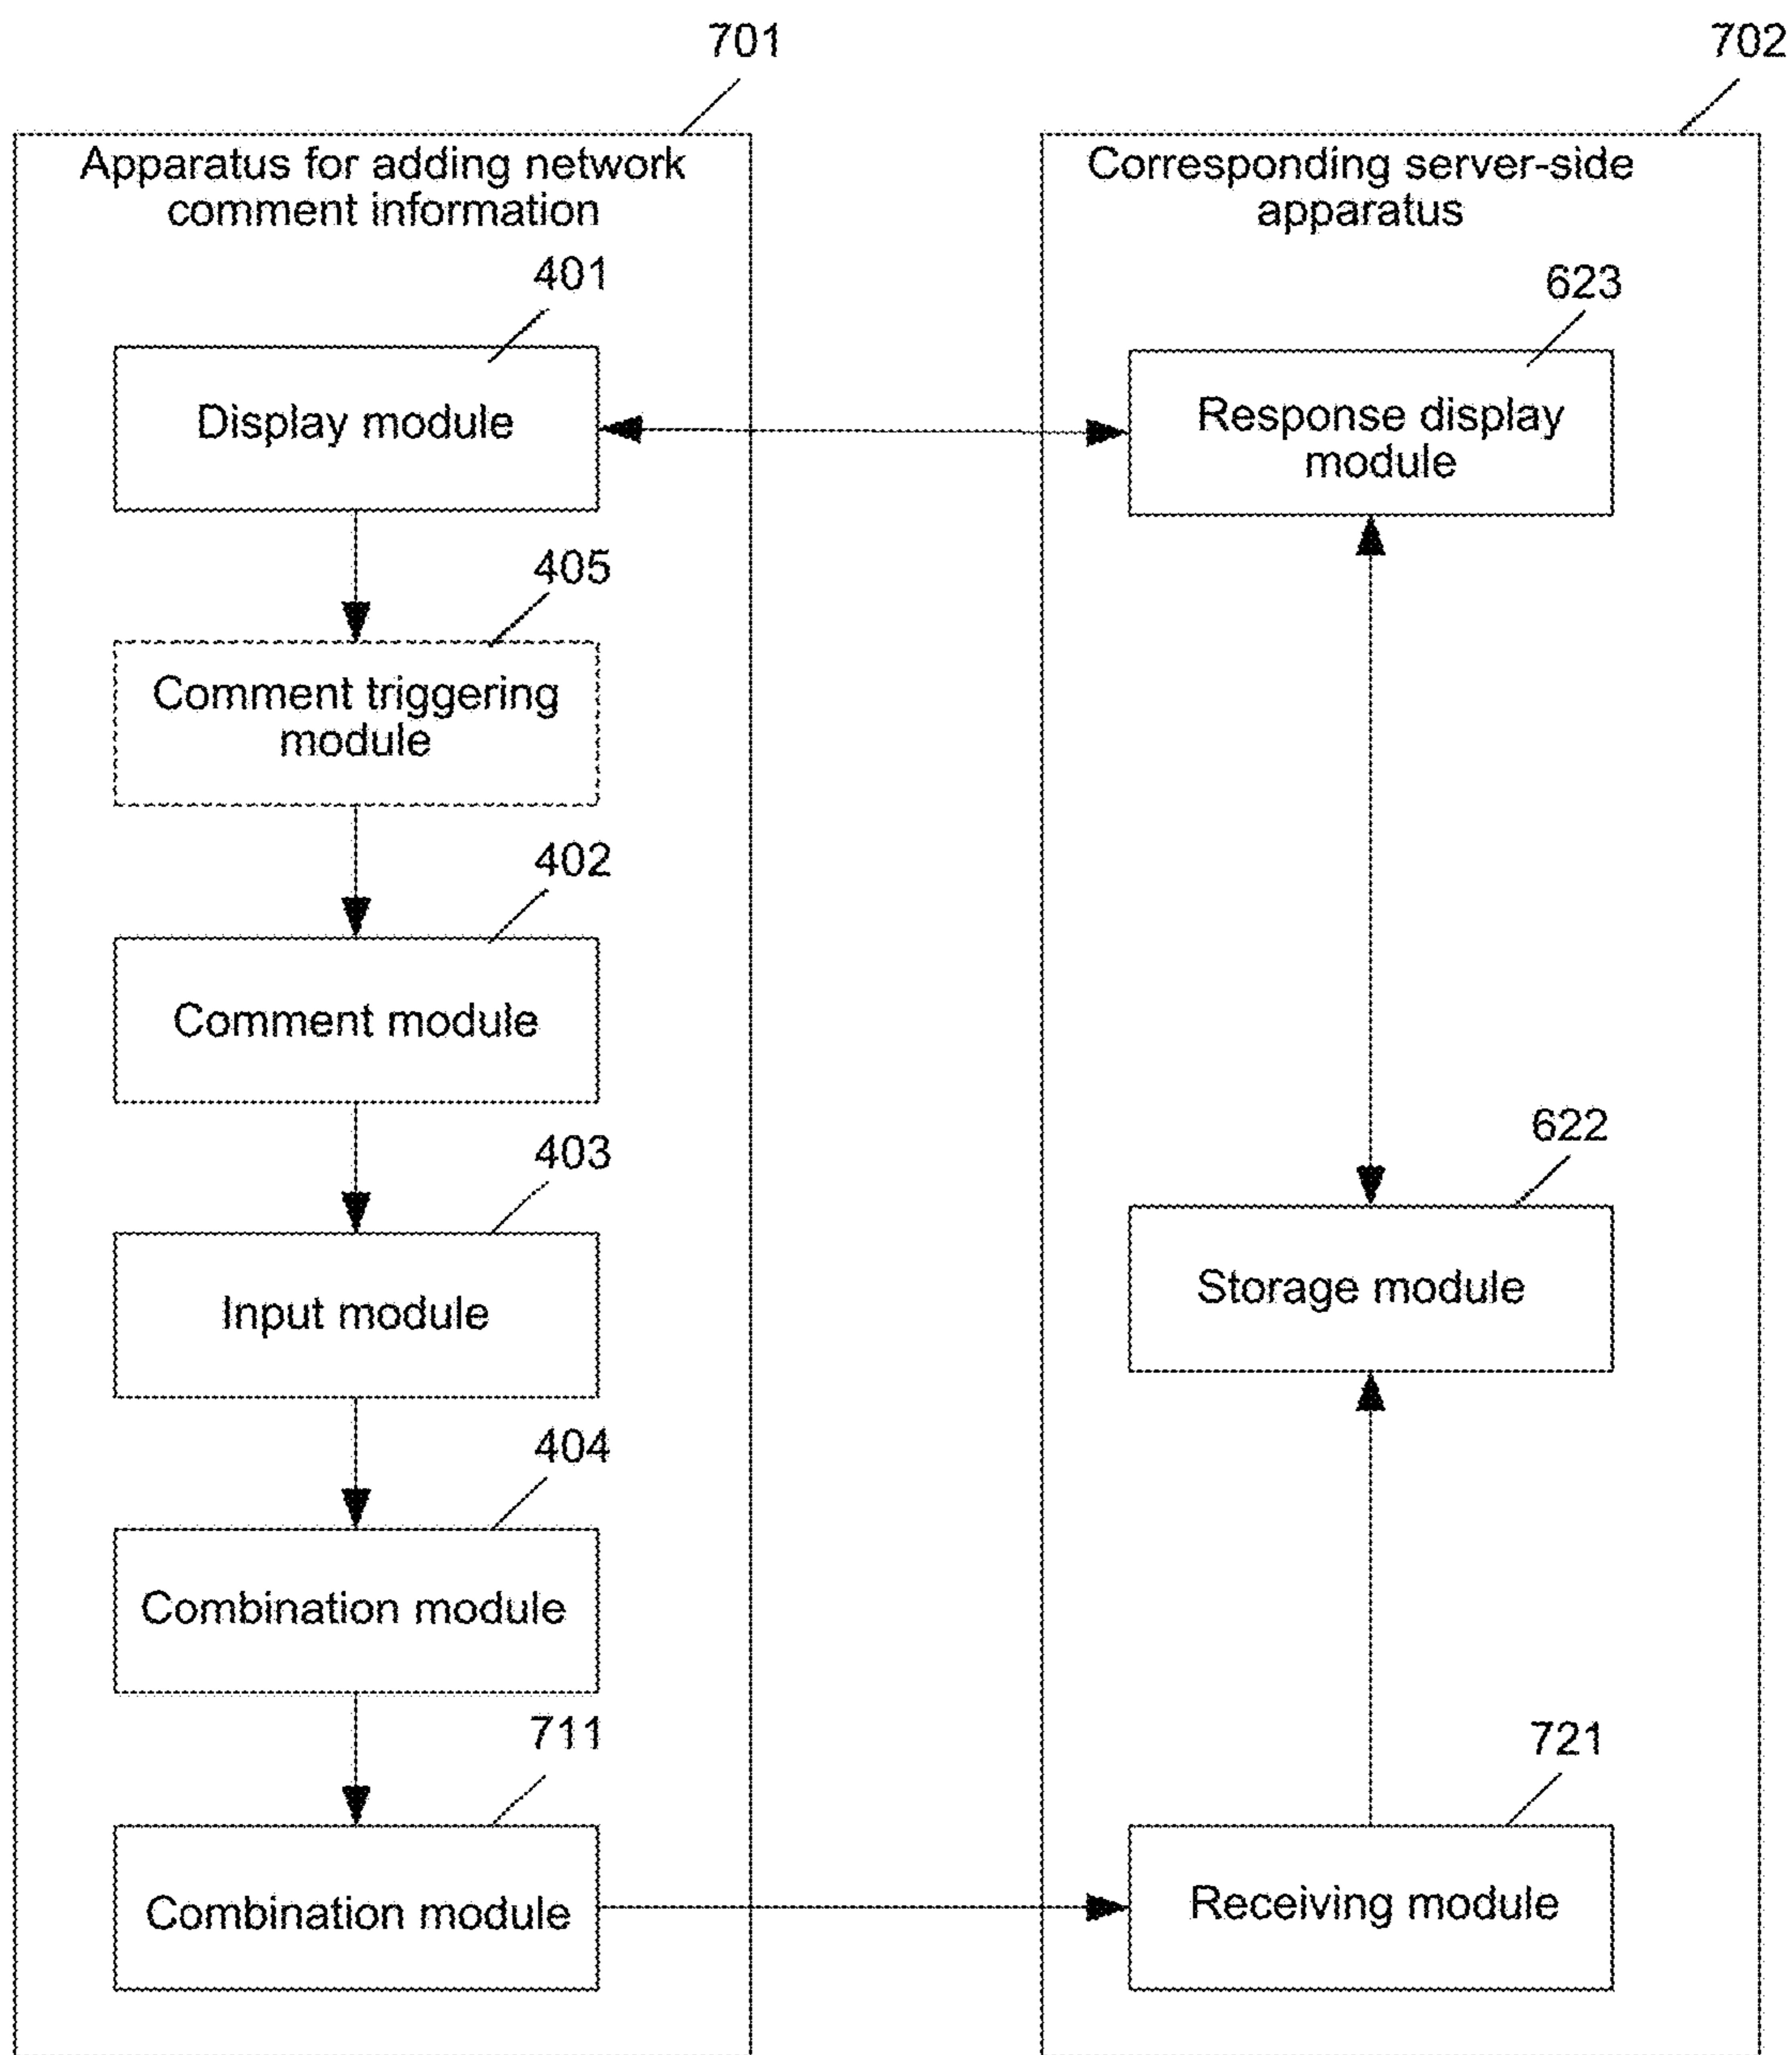 701
702
Apparatus for adding network
comment information
401
Display module
405
Comment triggering
module
402
Comment module
403
Input module
404
Combination module
711
Combination module
Corresponding server-side
apparatus
623
Response display
module
622
Storage module
721
Receiving module